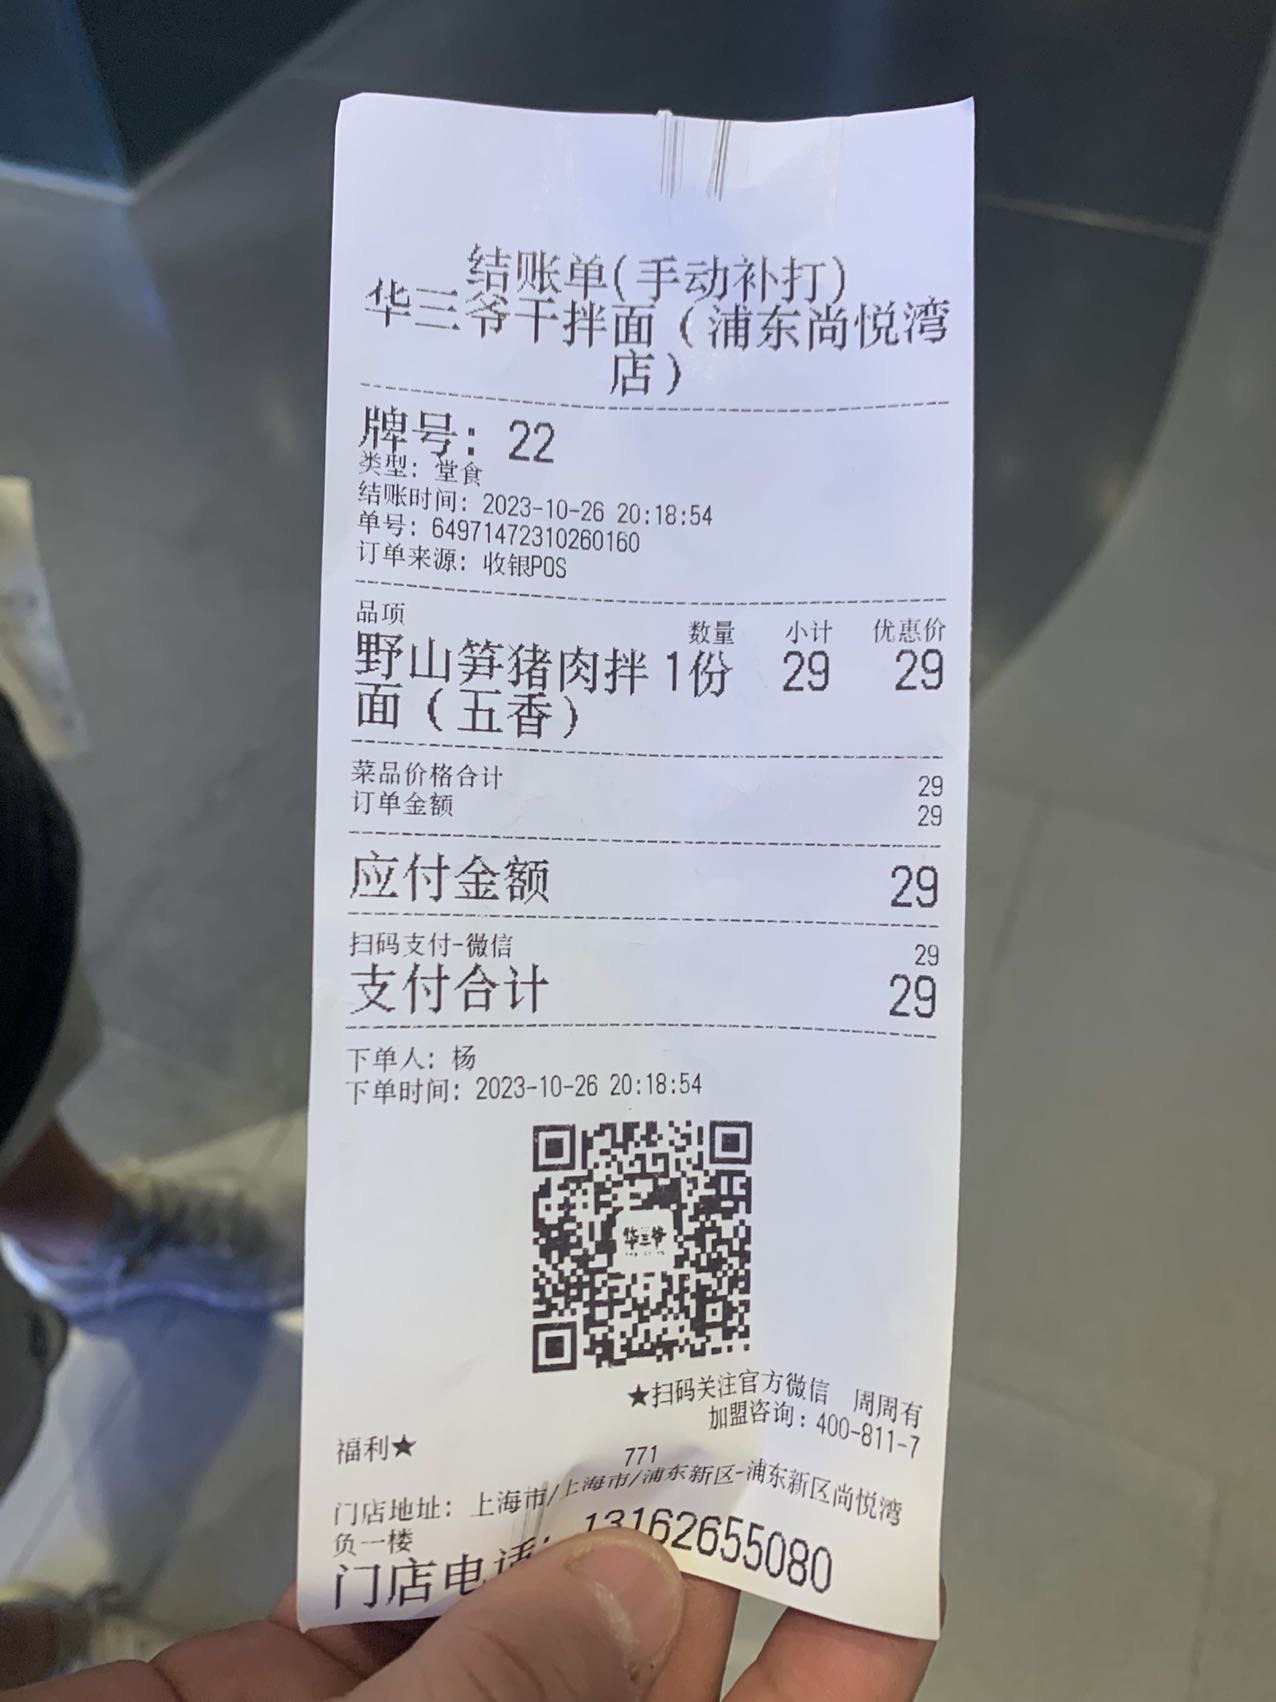 结账单(手动补打)
华三爷干拌面（浦东尚悦湾
店）
牌号：22
类型：堂食
结账时间：2023-10-26 20:18:54
单号：64971472310260160
订单来源：收银POS
品项 数量 小计 优惠价
野山笋猪肉拌 1份 29 29
面（五香）
菜品价格合计 29
订单金额 29
应付金额 29
扫码支付-微信 29
支付合计 29
下单人：杨
下单时间：2023-10-26 20:18:54
华三爷
★扫码关注官方微信 周周有
福利★ 加盟咨询：400-811-7
771
门店地址：上海市/上海市/浦东新区-浦东新区尚悦湾
负一楼
门店电话：13162655080